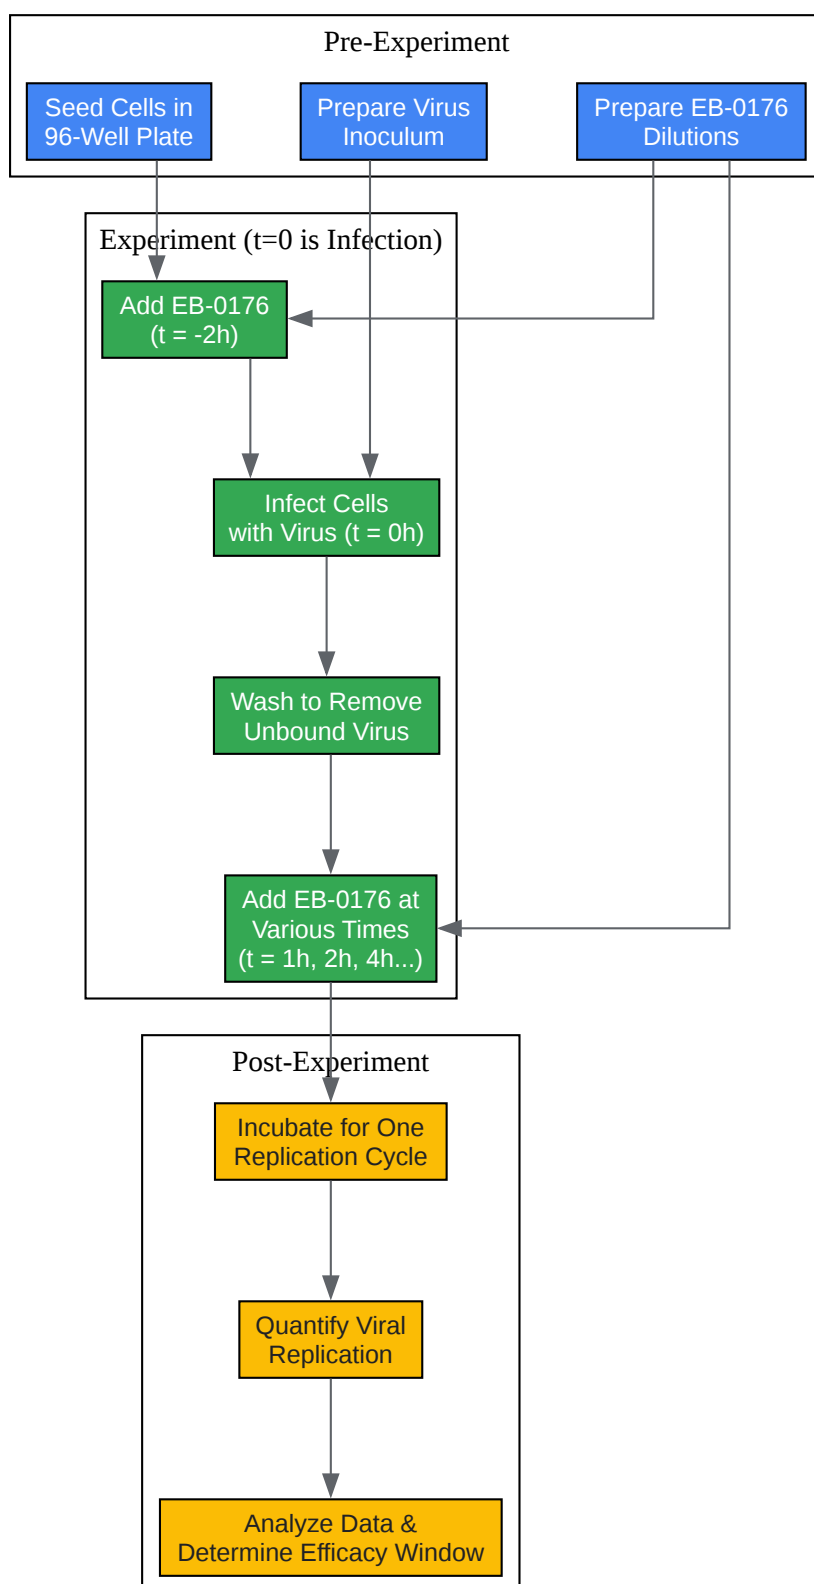 Pre-Experiment
Seed Cells in
96-Well Plate
Prepare Virus
Inoculum
Prepare EB-0176
Dilutions
Experiment (t=0 is Infection)
Add EB-0176
(t = -2h)
Infect Cells
with Virus (t = 0h)
Wash to Remove
Unbound Virus
Add EB-0176 at
Various Times
(t = 1h, 2h, 4h...)
Post-Experiment
Incubate for One
Replication Cycle
Quantify Viral
Replication
Analyze Data &
Determine Efficacy Window